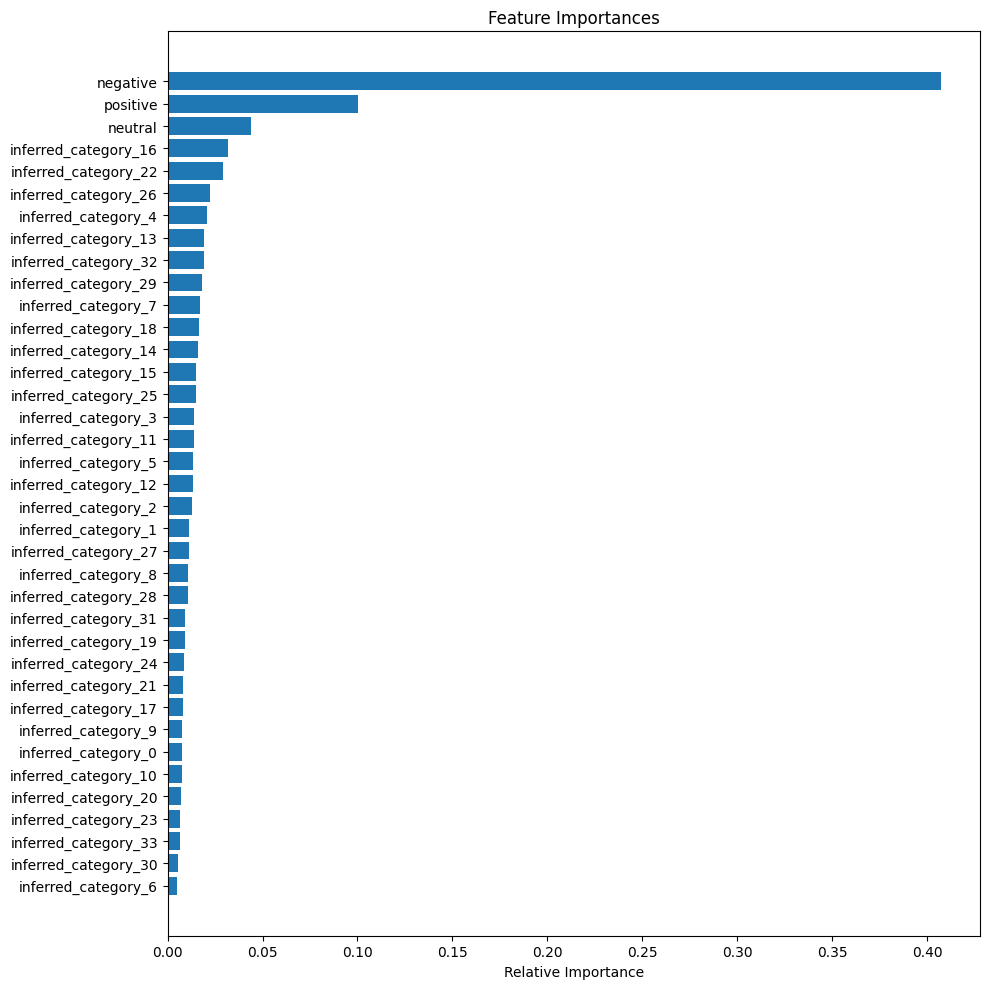 Feature Importances
negative
positive
neutral
inferred_category_16
inferred_category_22
inferred_category_26
inferred_category_4
inferred_category_13
inferred_category_32
inferred_category_29
inferred_category_7
inferred_category_18
inferred_category_14
inferred_category_15
inferred_category_25
inferred_category_3
inferred_category_11
inferred_category_5
inferred_category_12
inferred_category_2
inferred_category_1
inferred_category_27
inferred_category_8
inferred_category_28
inferred_category_31
inferred_category_19
inferred_category_24
inferred_category_21
inferred_category_17
inferred_category_9
inferred_category_0
inferred_category_10
inferred_category_20
inferred_category_23
inferred_category_33
inferred_category_30
inferred_category_6
0.00 0.05 0.10 0.15 0.20 0.25 0.30 0.35 0.40
Relative Importance